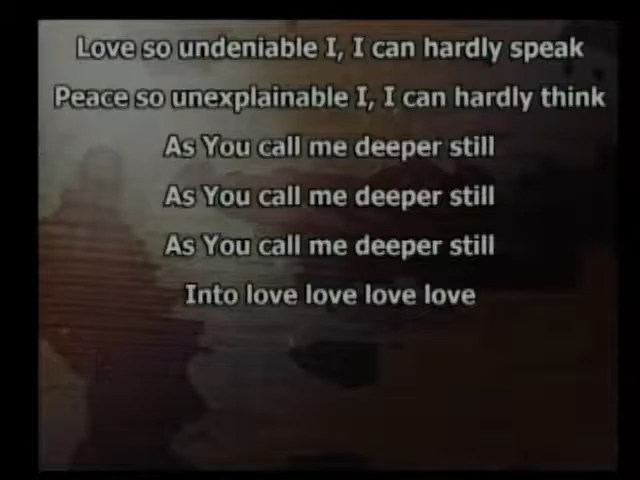 Love so undeniable I, I can hardly speak
Peace so unexplainable I, I can hardly think
As You call me deeper still
As You call me deeper still
As You call me deeper still
Into love love love love